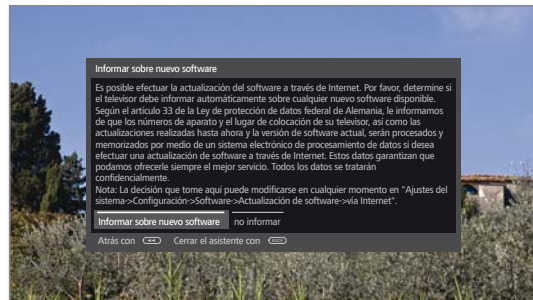 Informar sobre nuevo software
Es posible efectuar la actualización del software a través de Internet. Por favor, determine si
el televisor debe informar automáticamente sobre cualquier nuevo software disponible.
Según el artículo 33 de la Ley de protección de datos federal de Alemania, le informamos
de que los números de aparato y el lugar de colocación de su televisor, así como las
actualizaciones realizadas hasta ahora y la versión de software actual, serán procesados y
memorizados por medio de un sistema electrónico de procesamiento de datos si desea
efectuar una actualización de software a través de Internet. Estos datos garantizan que
podamos ofrecerle siempre el mejor servicio. Todos los datos se tratarán
confidencialmente.
Nota: La decisión que tome aquí puede modificarse en cualquier momento en "Ajustes del
sistema->Configuración->Software->Actualización de software->vía Internet".
Informar sobre nuevo software no informar
Atrás con Cerrar el asistente con BACK